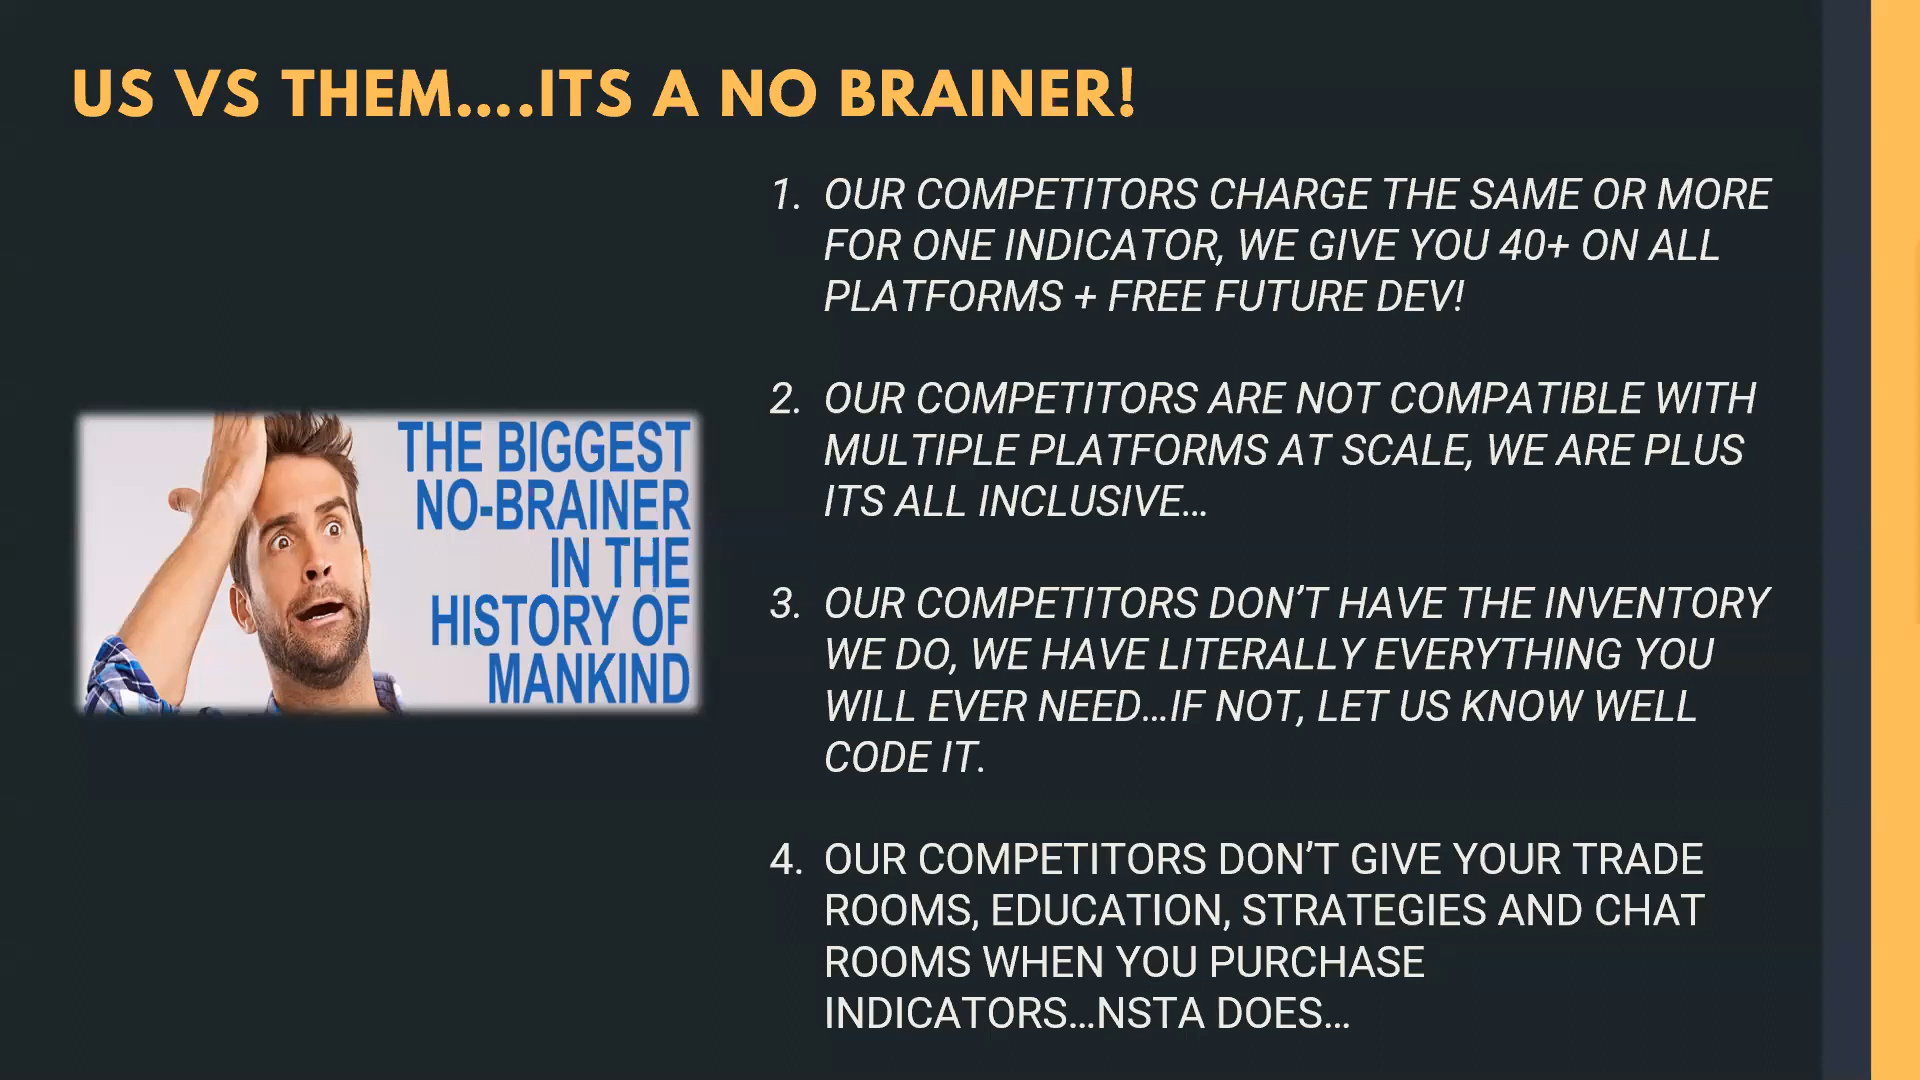 US VS THEM....ITS A NO BRAINER!
1. OUR COMPETITORS CHARGE THE SAME OR MORE
FOR ONE INDICATOR, WE GIVE YOU 40+ ON ALL
PLATFORMS + FREE FUTURE DEV!
2. OUR COMPETITORS ARE NOT COMPATIBLE WITH
MULTIPLE PLATFORMS AT SCALE, WE ARE PLUS
ITS ALL INCLUSIVE…
3. OUR COMPETITORS DON’T HAVE THE INVENTORY
WE DO, WE HAVE LITERALLY EVERYTHING YOU
WILL EVER NEED…IF NOT, LET US KNOW WELL
CODE IT.
4. OUR COMPETITORS DON’T GIVE YOUR TRADE
ROOMS, EDUCATION, STRATEGIES AND CHAT
ROOMS WHEN YOU PURCHASE
INDICATORS…NSTA DOES…
THE BIGGEST
NO-BRAINER
IN THE
HISTORY OF
MANKIND